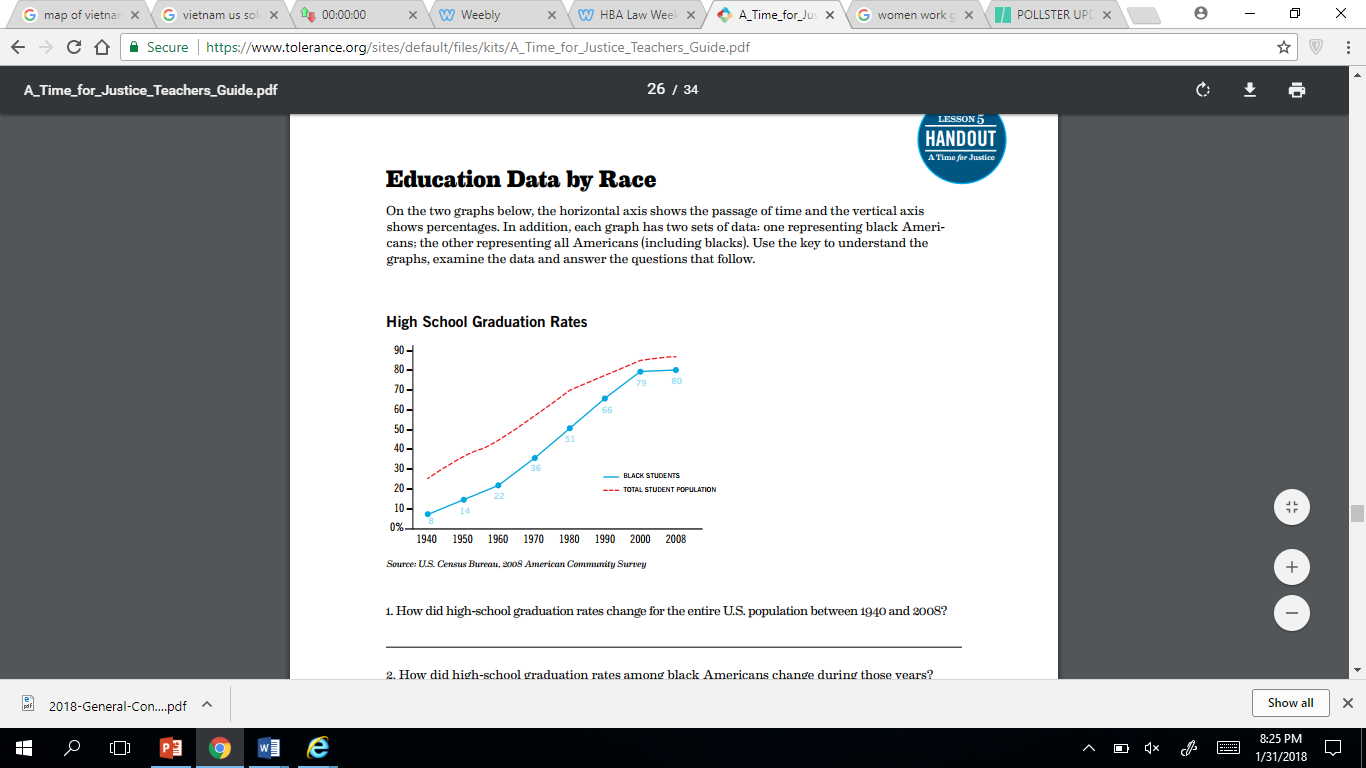 map of vietnar
vietnam us sol
00:00:00
Weebly
HBA Law Week
A_Time_for_Jus
women work g
POLLSTER UPD
Secure
https://www.tolerance.org/sites/default/files/kits/A_Time_for_Justice_Teachers_Guide.pdf
A_Time_for_Justice_Teachers_Guide.pdf
26 / 34
LESSON 5
HANDOUT
A Time for Justice
Education Data by Race
On the two graphs below, the horizontal axis shows the passage of time and the vertical axis
shows percentages. In addition, each graph has two sets of data: one representing black Ameri-
cans; the other representing all Americans (including blacks). Use the key to understand the
graphs, examine the data and answer the questions that follow.
High School Graduation Rates
90
80
70
60
50
40
30
20
10
0%
8
14
22
36
51
66
79
80
BLACK STUDENTS
TOTAL STUDENT POPULATION
1940 1950 1960 1970 1980 1990 2000 2008
Source: U.S. Census Bureau, 2008 American Community Survey
1. How did high-school graduation rates change for the entire U.S. population between 1940 and 2008?
2. How did high-school graduation rates among black Americans change during those years?
2018-General-Con....pdf
Show all
8:25 PM
1/31/2018